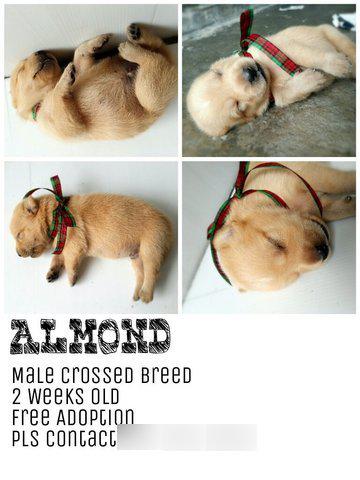 ALMOND
Male Crossed Breed
2 weeks old
Free Adoption
Pls contact